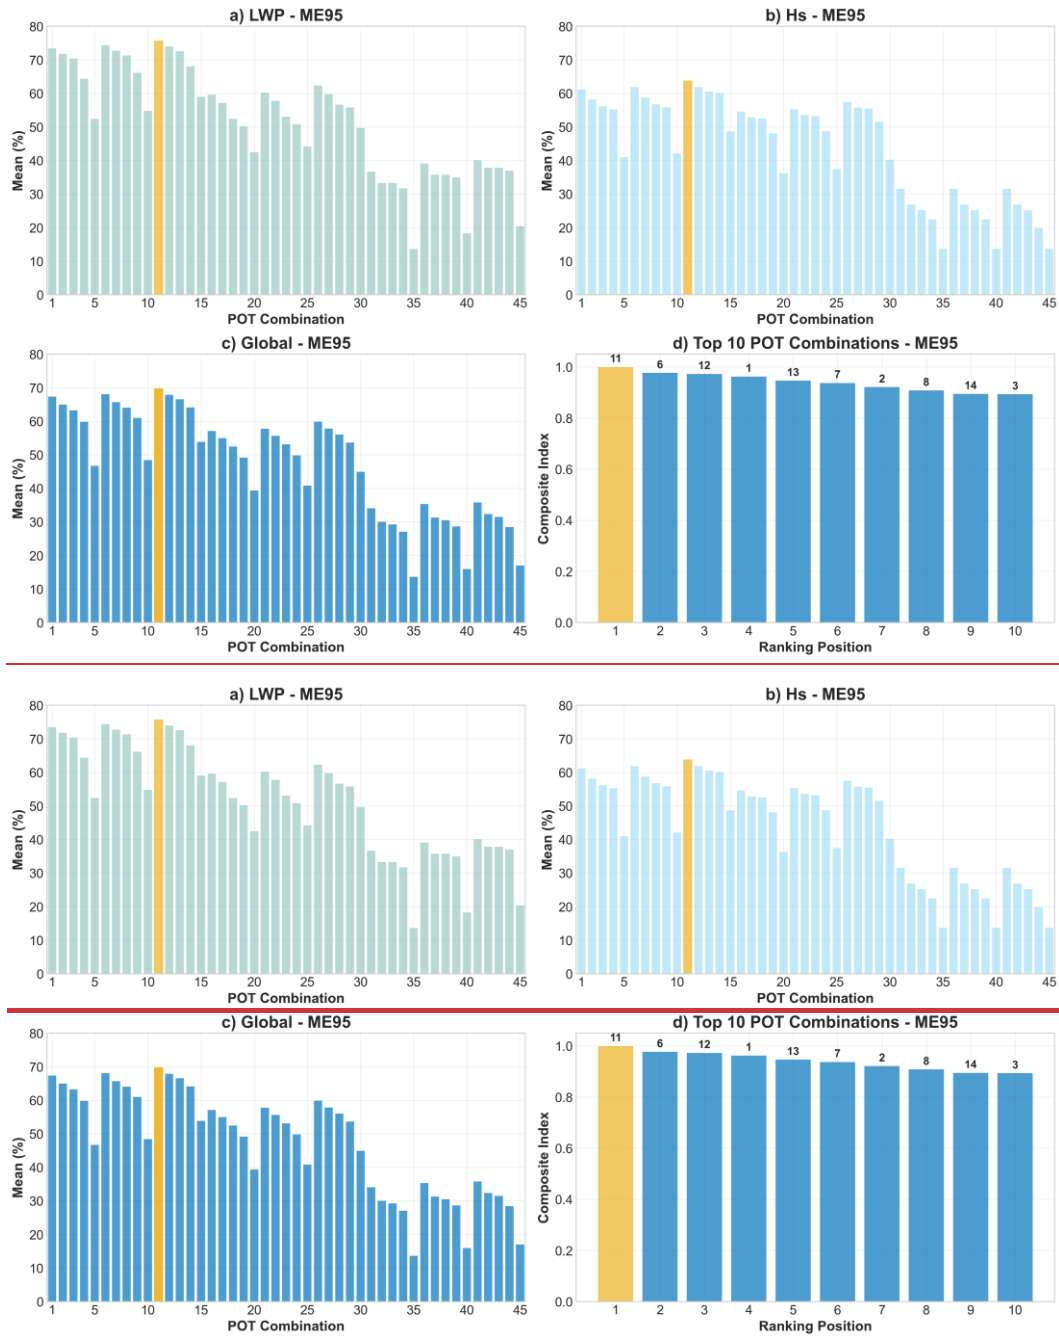 a) LWP - ME95
Mean (%)
80
70
60
50
40
30
20
10
0
1 5 10 15 20 25 30 35 40 45
POT Combination
b) Hs - ME95
Mean (%)
80
70
60
50
40
30
20
10
0
1 5 10 15 20 25 30 35 40 45
POT Combination
c) Global - ME95
Mean (%)
80
70
60
50
40
30
20
10
0
1 5 10 15 20 25 30 35 40 45
POT Combination
d) Top 10 POT Combinations - ME95
Composite Index
11 6 12 1 13 7 2 8 14 3
1.0
0.8
0.6
0.4
0.2
0.0
1 2 3 4 5 6 7 8 9 10
Ranking Position
a) LWP - ME95
Mean (%)
80
70
60
50
40
30
20
10
0
1 5 10 15 20 25 30 35 40 45
POT Combination
b) Hs - ME95
Mean (%)
80
70
60
50
40
30
20
10
0
1 5 10 15 20 25 30 35 40 45
POT Combination
c) Global - ME95
Mean (%)
80
70
60
50
40
30
20
10
0
1 5 10 15 20 25 30 35 40 45
POT Combination
d) Top 10 POT Combinations - ME95
Composite Index
11 6 12 1 13 7 2 8 14 3
1.0
0.8
0.6
0.4
0.2
0.0
1 2 3 4 5 6 7 8 9 10
Ranking Position